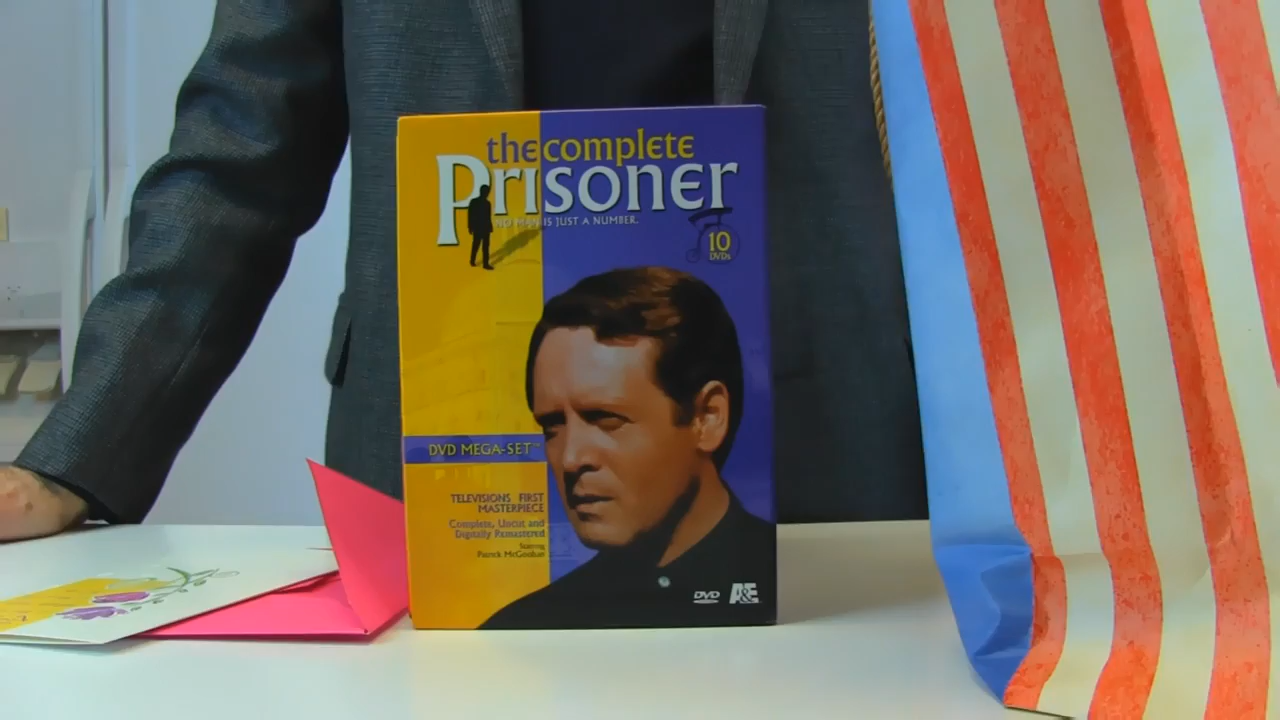 the complete
Prisoner
NO MAN IS JUST A NUMBER.
10
DVDs
DVD MEGA-SET™
TELEVISIONS FIRST
MASTERPIECE
Complete, Uncut and
Digitally Remastered
Starring
Patrick McGoohan
DVD
A&E